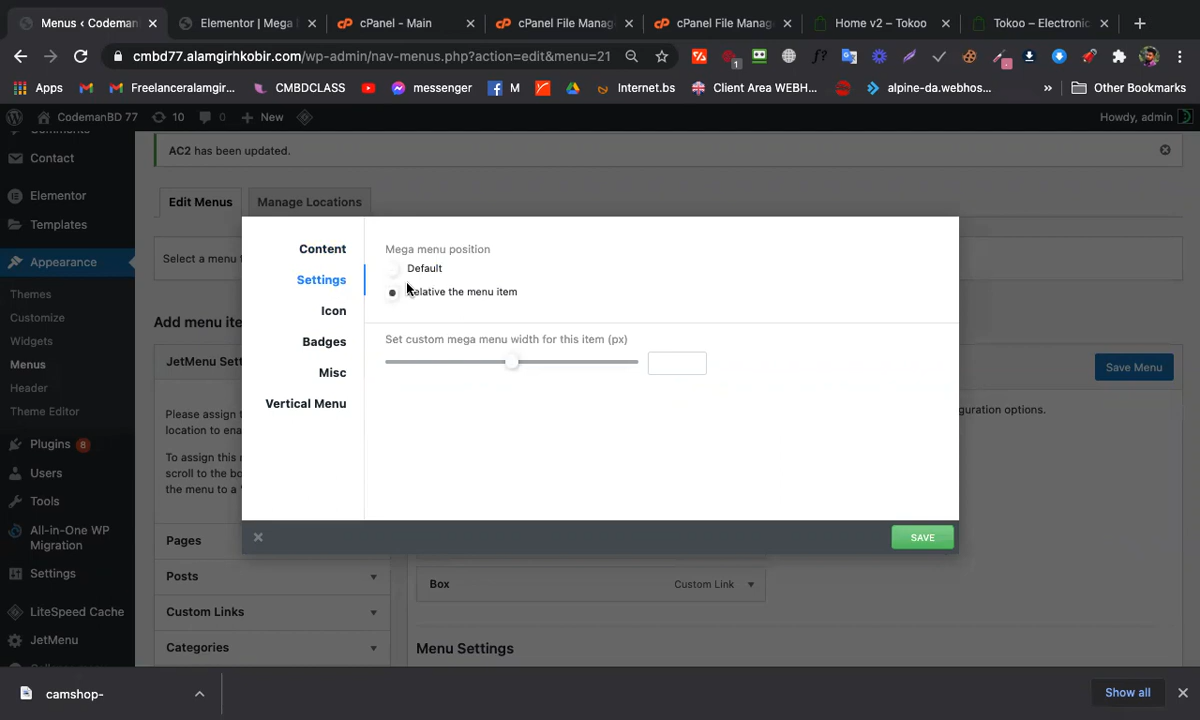 Menus ‹ Codeman
Elementor | Mega
cPanel - Main
cPanel File Manag
cPanel File Manag
Home v2 – Tokoo
Tokoo – Electronic
cmbd77.alamgirhkobir.com/wp-admin/nav-menus.php?action=edit&menu=21
1
Apps
Freelanceralamgir...
CMBDCLASS
messenger
M
Internet.bs
Client Area WEBH...
alpine-da.webhos...
»
Other Bookmarks
CodemanBD 77
10
0
New
Howdy, admin
Comments
Contact
Elementor
Templates
Appearance
Themes
Customize
Widgets
Menus
Header
Theme Editor
Plugins 8
Users
Tools
All-in-One WP
Migration
Settings
LiteSpeed Cache
JetMenu
AC2 has been updated.
Edit Menus
Manage Locations
Select a menu
Add menu ite
JetMenu Sett
Please assign
location to ena
To assign this
scroll to the bo
the menu to a
Pages
Posts
Custom Links
Categories
Content
Settings
Icon
Badges
Misc
Vertical Menu
Mega menu position
Default
Relative the menu item
Set custom mega menu width for this item (px)
SAVE
Save Menu
guration options.
Box
Custom Link
Menu Settings
camshop-
Show all